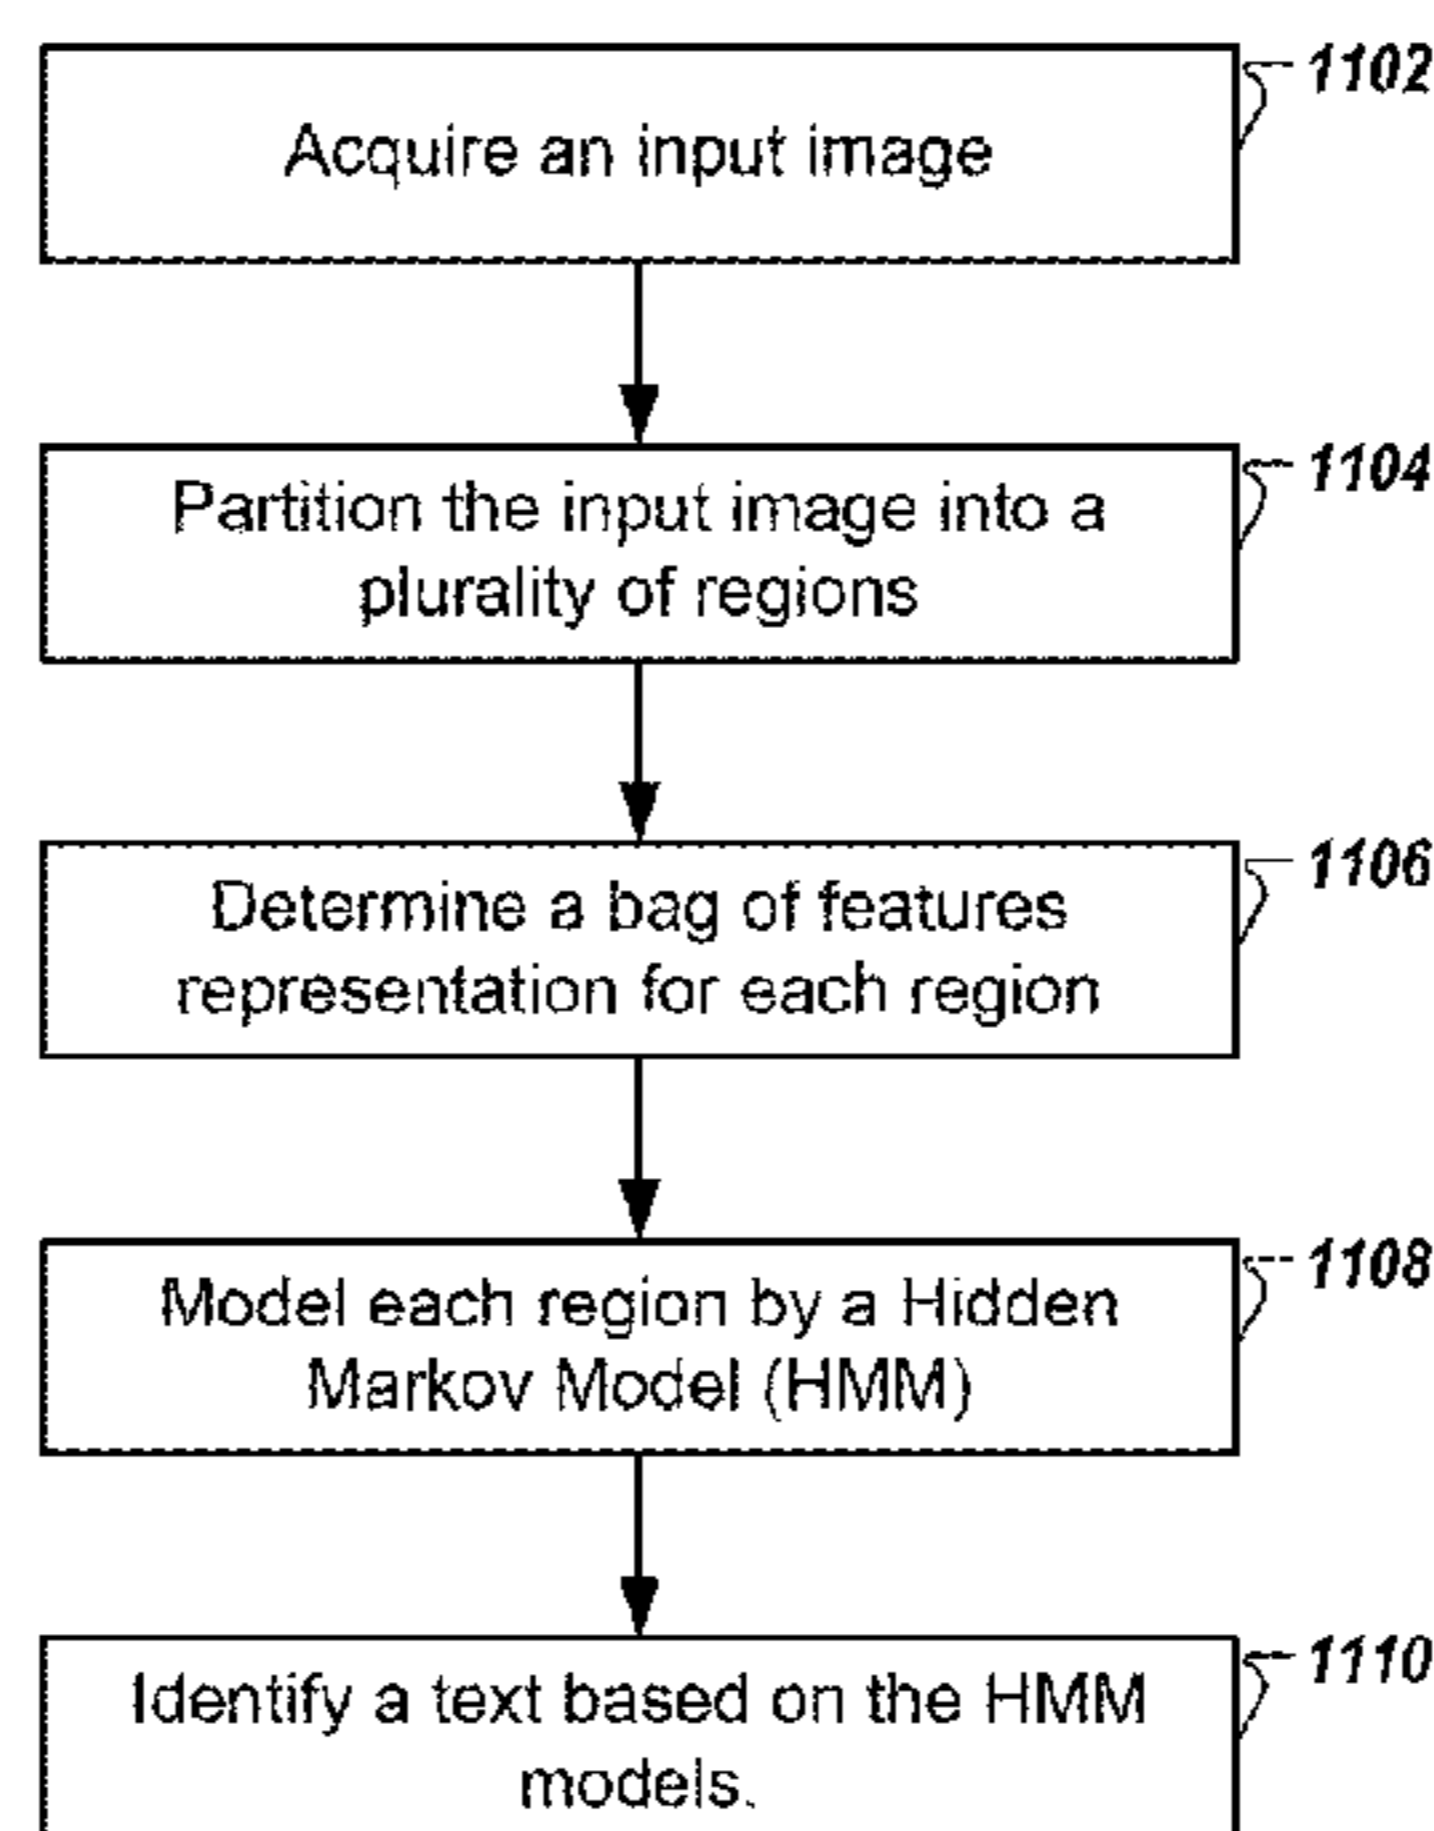 1102
Acquire an input image
1104
Partition the input image into a
plurality of regions
1106
Determine a bag of features
representation for each region
1108
Model each region by a Hidden
Markov Model (HMM)
1110
Identify a text based on the HMM
models.